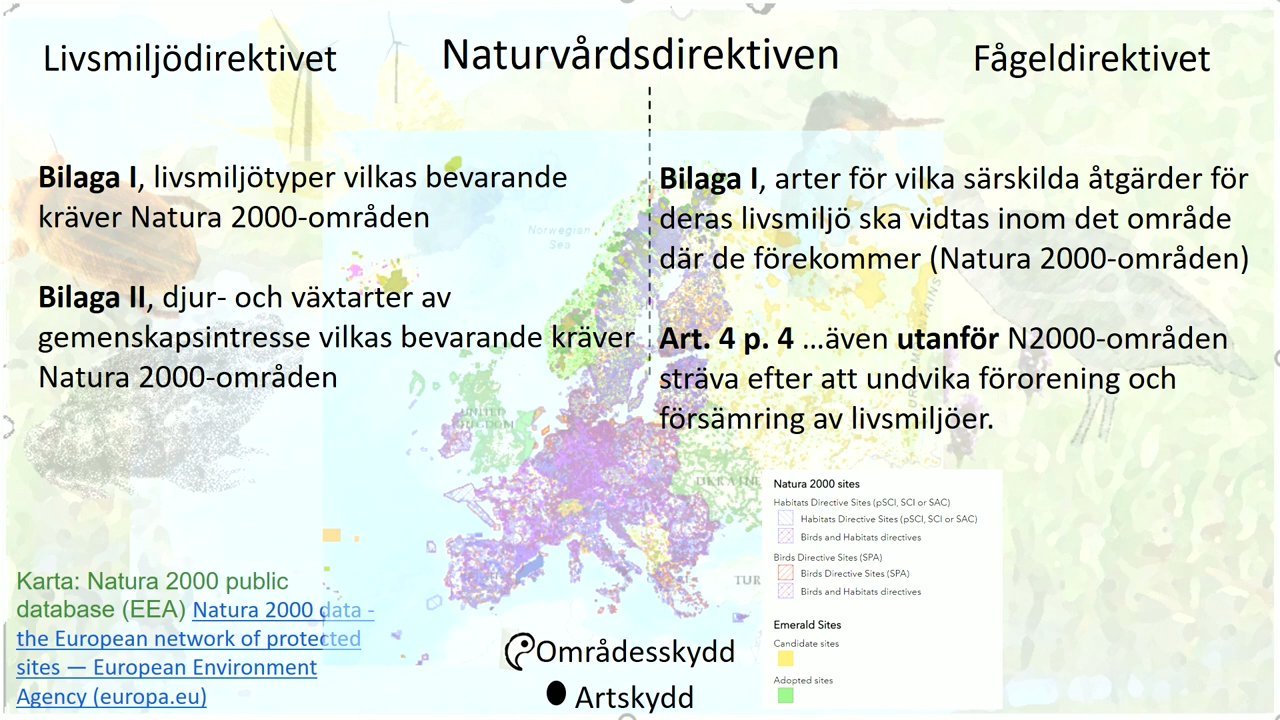 Livsmiljödirektivet
Naturvårdsdirektiven
Fågeldirektivet
Bilaga I, livsmiljötyper vilkas bevarande
kräver Natura 2000-områden
Bilaga II, djur- och växtarter av
gemenskapsintresse vilkas bevarande kräver
Natura 2000-områden
Bilaga I, arter för vilka särskilda åtgärder för
deras livsmiljö ska vidtas inom det område
där de förekommer (Natura 2000-områden)
Art. 4 p. 4 ...även utanför N2000-områden
sträva efter att undvika förorening och
försämring av livsmiljöer.
Norwegian
Sea
UNITED
KINGDOM
UKRAINE
TUR
Natura 2000 sites
Habitats Directive Sites (pSCI, SCI or SAC)
Habitats Directive Sites (pSCI, SCI or SAC)
Birds and Habitats directives
Birds Directive Sites (SPA)
Birds Directive Sites (SPA)
Birds and Habitats directives
Emerald Sites
Candidate sites
Adopted sites
Karta: Natura 2000 public
database (EEA) Natura 2000 data -
the European network of protected
sites — European Environment
Agency (europa.eu)
Områdesskydd
Artskydd